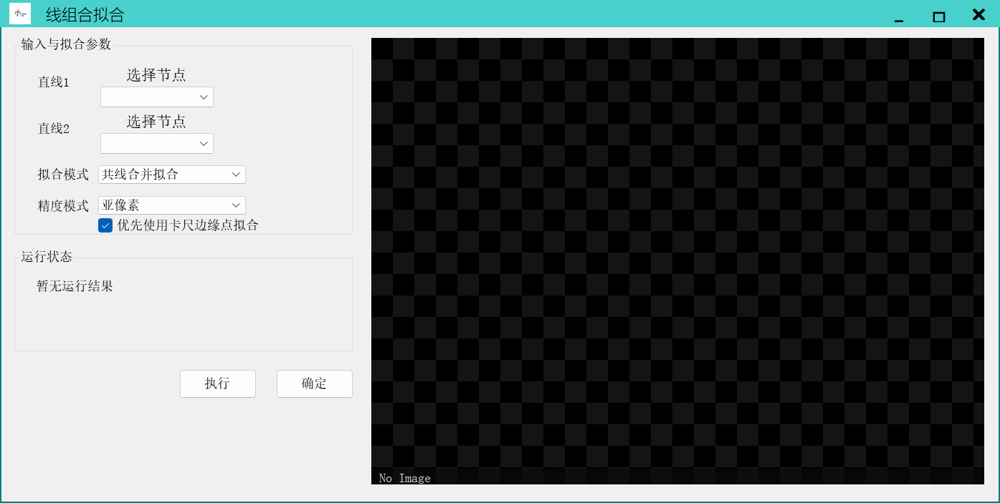 线组合拟合
输入与拟合参数
直线1
选择节点
直线2
选择节点
拟合模式
共线合并拟合
精度模式
亚像素
优先使用卡尺边缘点拟合
运行状态
暂无运行结果
执行
确定
No Image